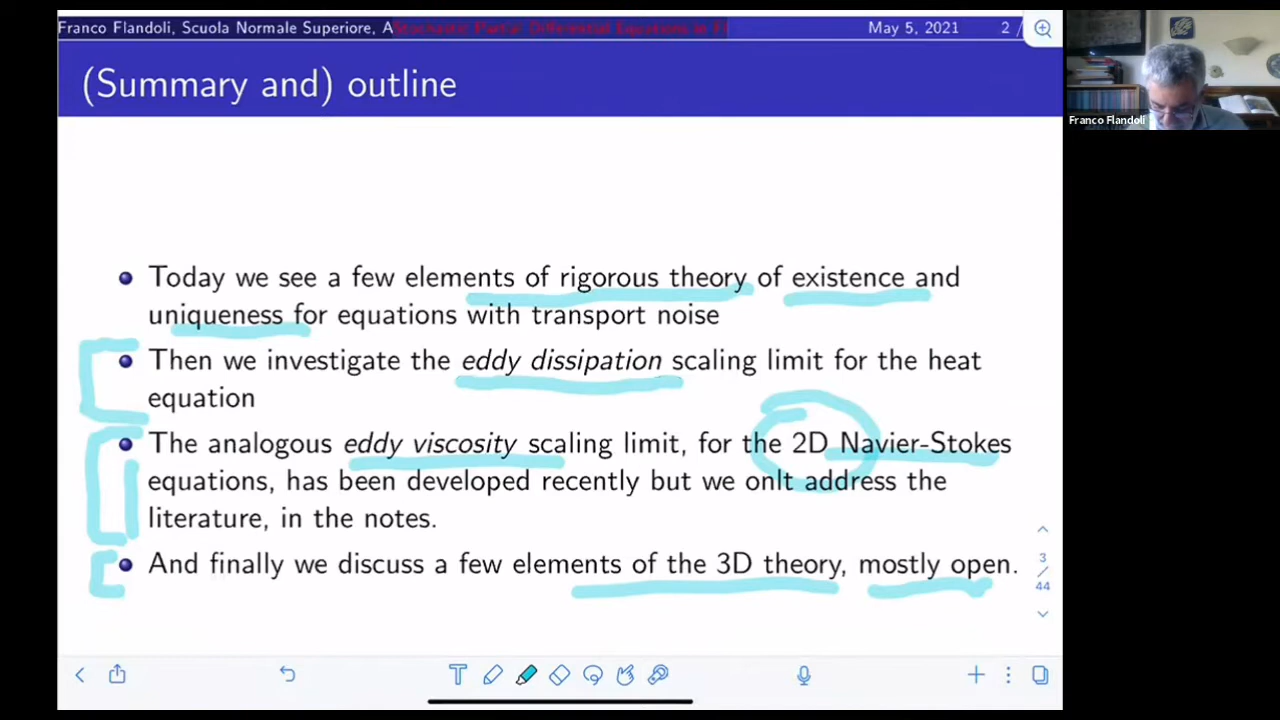 Franco Flandoli, Scuola Normale Superiore, A
May 5, 2021 2 /
(Summary and) outline
Franco Flandoli
Today we see a few elements of rigorous theory of existence and
uniqueness for equations with transport noise
Then we investigate the eddy dissipation scaling limit for the heat
equation
The analogous eddy viscosity scaling limit, for the 2D Navier-Stokes
equations, has been developed recently but we onlt address the
literature, in the notes.
And finally we discuss a few elements of the 3D theory, mostly open.
3
/
44
T